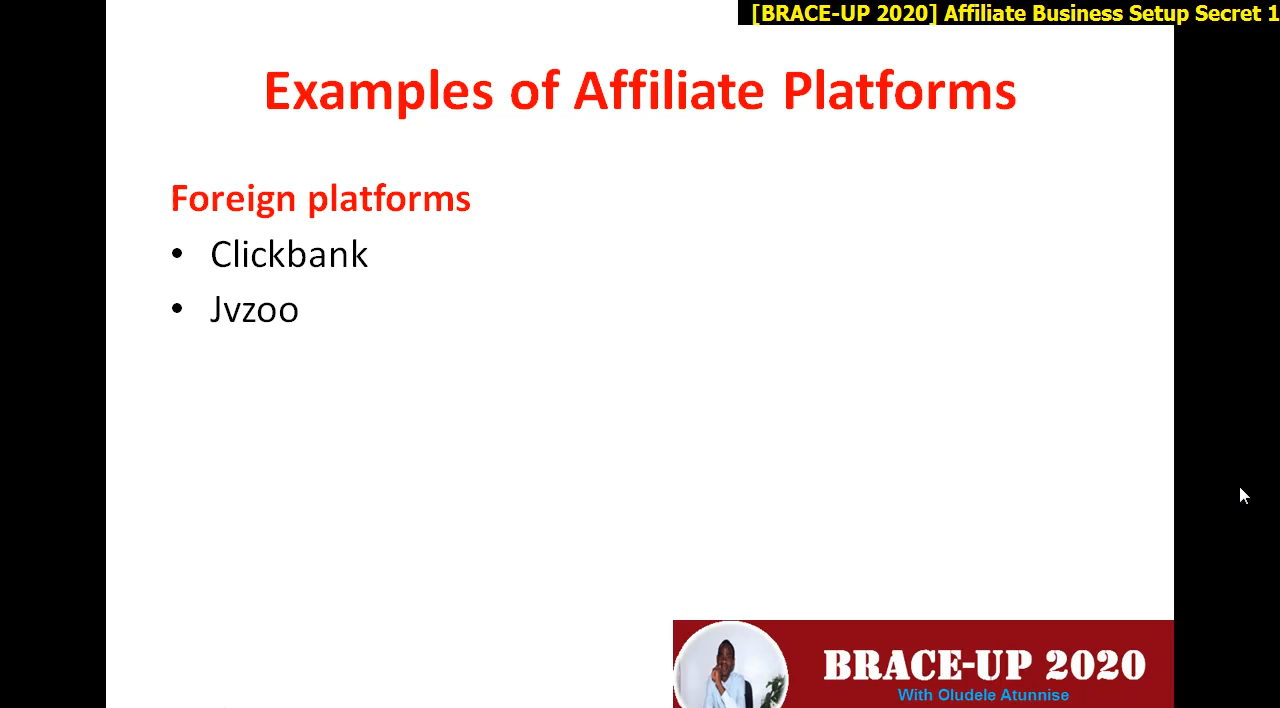 [BRACE-UP 2020] Affiliate Business Setup Secret 1
Examples of Affiliate Platforms
Foreign platforms
• Clickbank
• Jvzoo
BRACE-UP 2020
With Oludele Atunnise